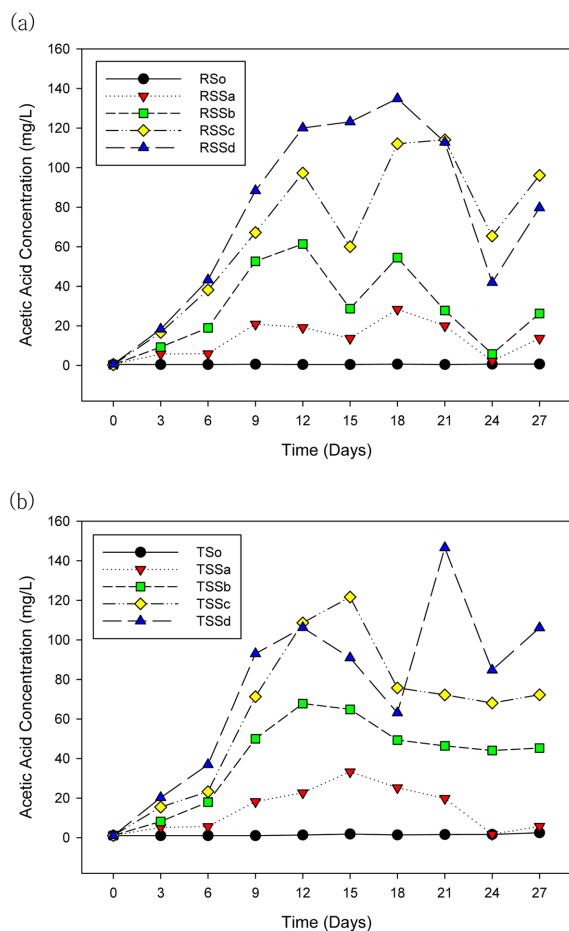 (a)
160
140
120
100
80
60
40
20
0
Acetic Acid Concentration (mg/L)
RSo
RSSa
RSSb
RSSc
RSSd
0 3 6 9 12 15 18 21 24 27
Time (Days)
(b)
160
140
120
100
80
60
40
20
0
Acetic Acid Concentration (mg/L)
TSo
TSSa
TSSb
TSSc
TSSd
0 3 6 9 12 15 18 21 24 27
Time (Days)